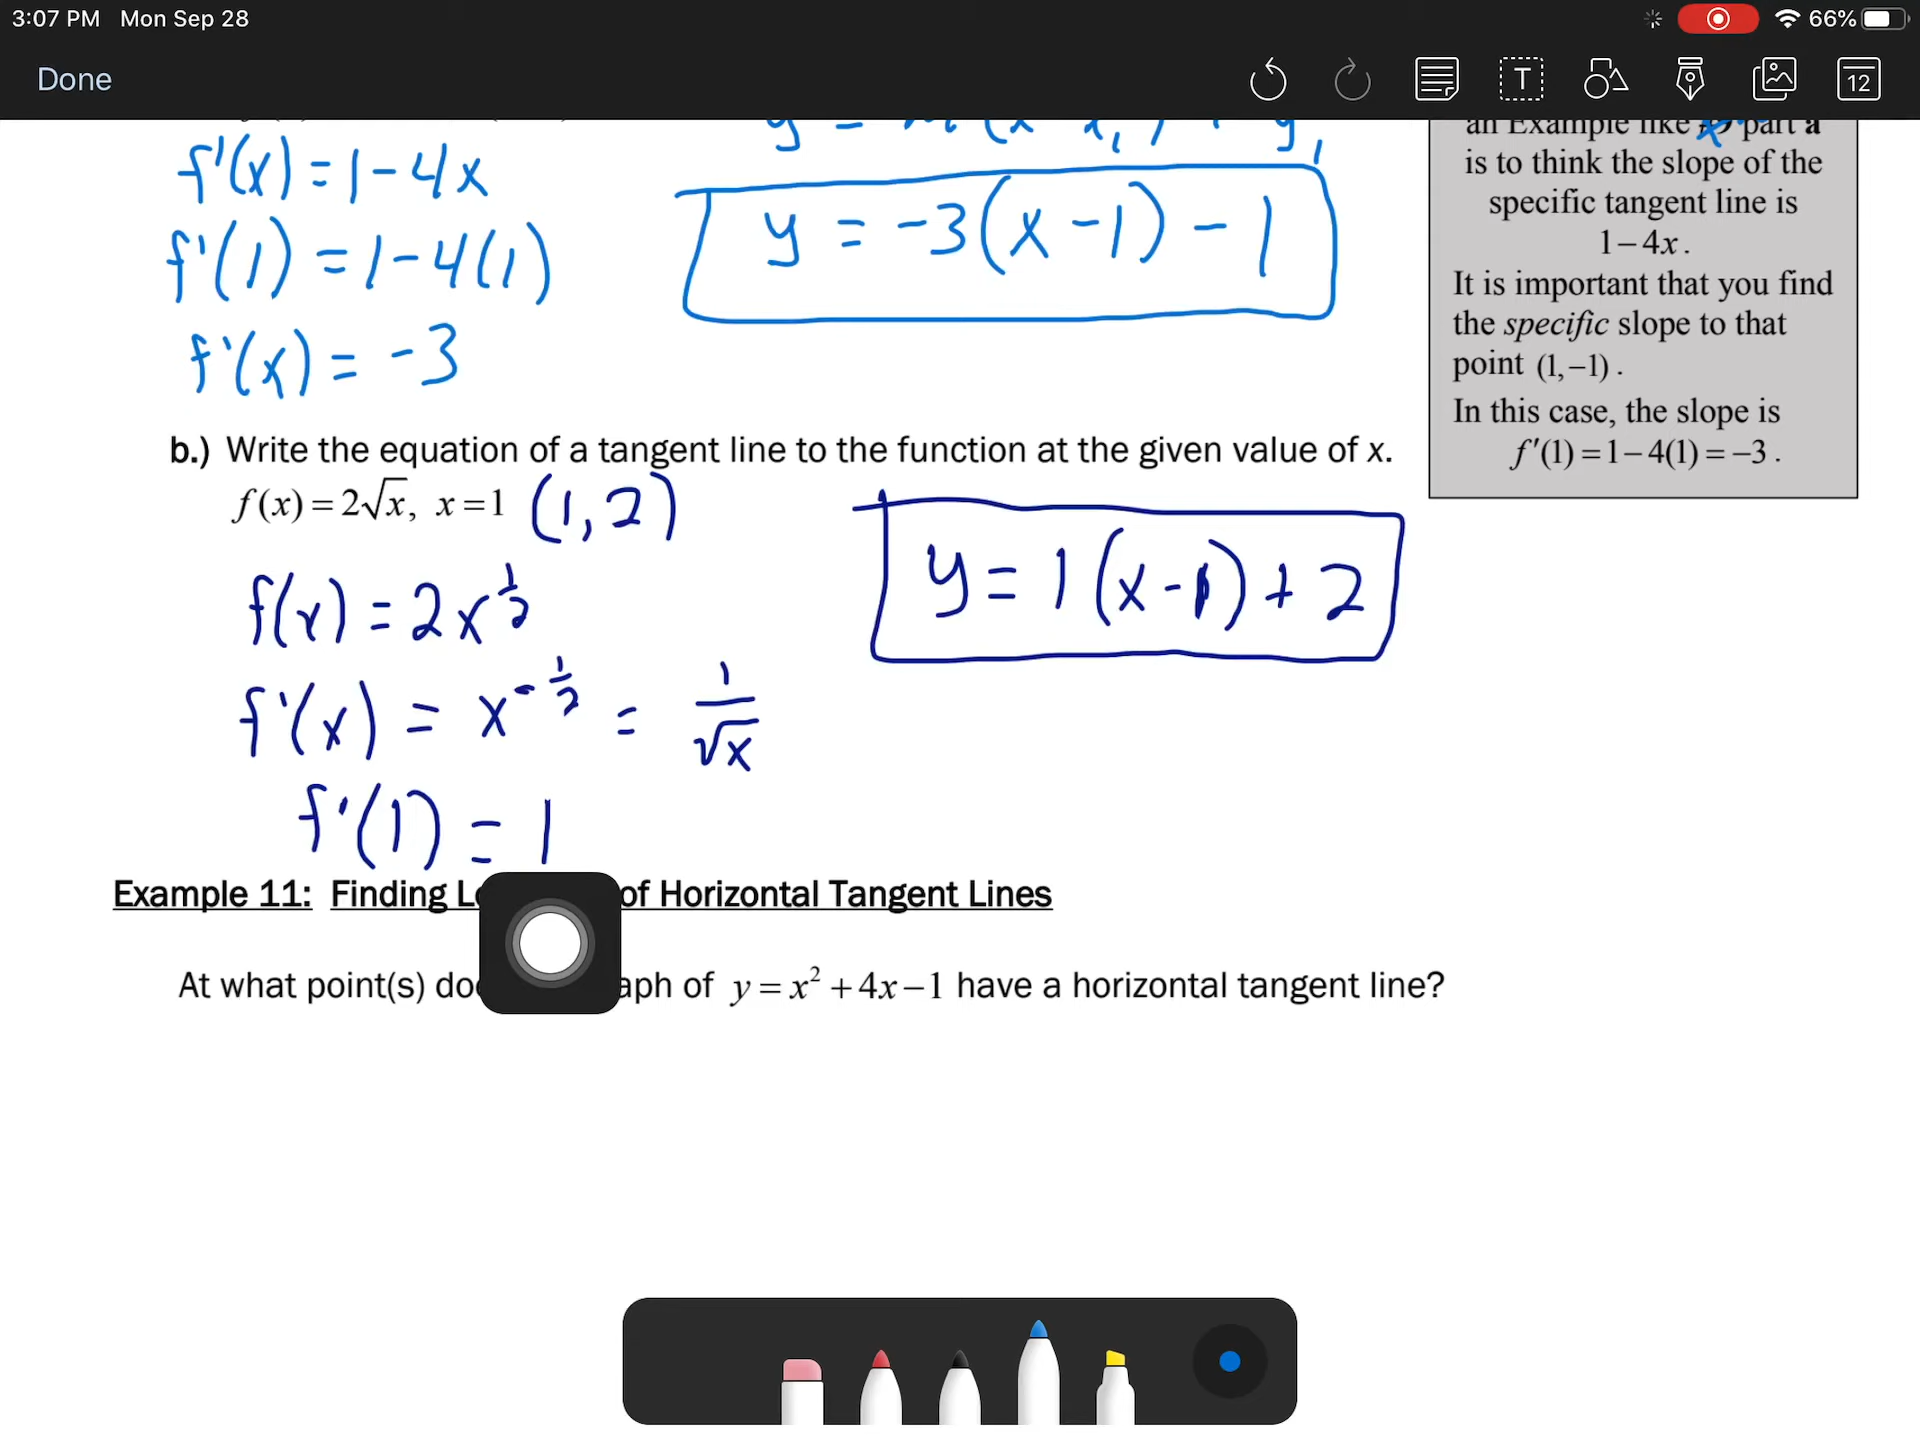 3:07 PM Mon Sep 28
66%
Done
T
12
f'(x) = 1 - 4x
f'(1) = 1 - 4(1)
f'(x) = -3
y = -3(x - 1) - 1
an Example like part a
is to think the slope of the
specific tangent line is
1 – 4x.
It is important that you find
the specific slope to that
point (1, –1).
In this case, the slope is
f′(1) = 1 – 4(1) = –3.
b.) Write the equation of a tangent line to the function at the given value of x.
f(x) = 2√x, x = 1 (1, 2)
y = 1(x - 1) + 2
f(x) = 2x^½
f'(x) = x^-½ = 1/√x
f'(1) = 1
Example 11: Finding of Horizontal Tangent Lines
At what point(s) of y = x² + 4x – 1 have a horizontal tangent line?